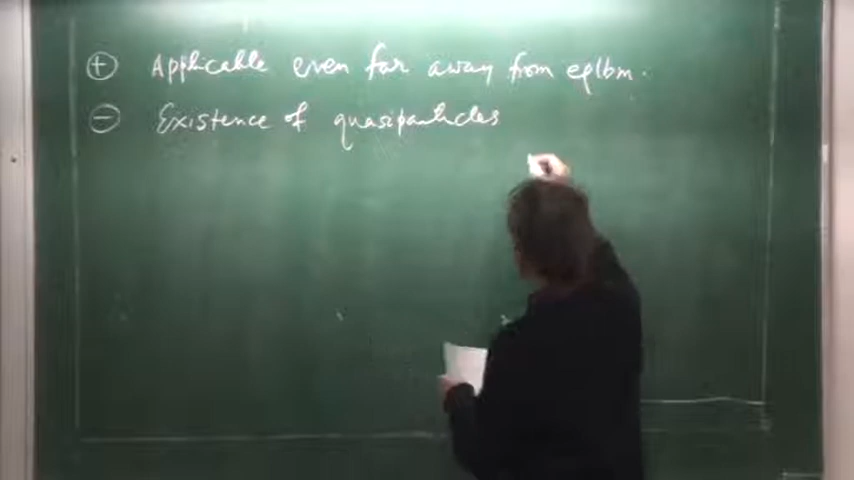 ⊕ Applicable even far away from eqlbm.
⊖ Existence of quasiparticles